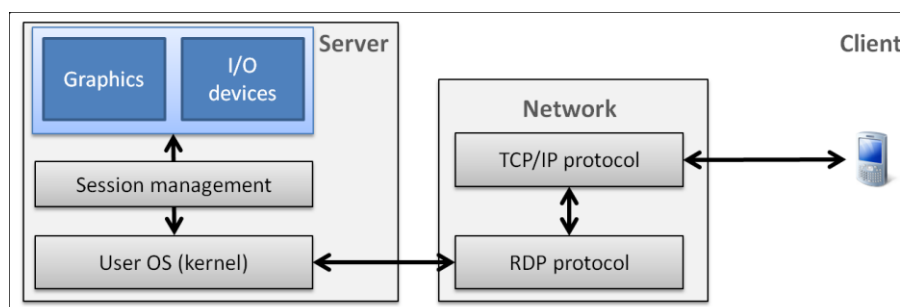 Server
Client
Graphics
I/O
devices
Network
TCP/IP protocol
Session management
User OS (kernel)
RDP protocol